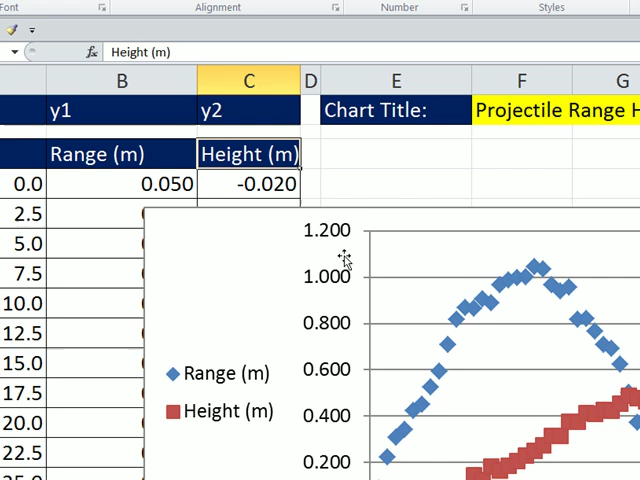 Font Alignment Number Styles
fx Height (m)
B C D E F G
y1 y2 Chart Title: Projectile Range H
Range (m) Height (m)
0.0 0.050 -0.020
2.5
5.0
7.5
10.0
12.5
15.0
17.5
20.0
22.5
25.0
1.200
1.000
0.800
0.600
0.400
0.200
Range (m)
Height (m)